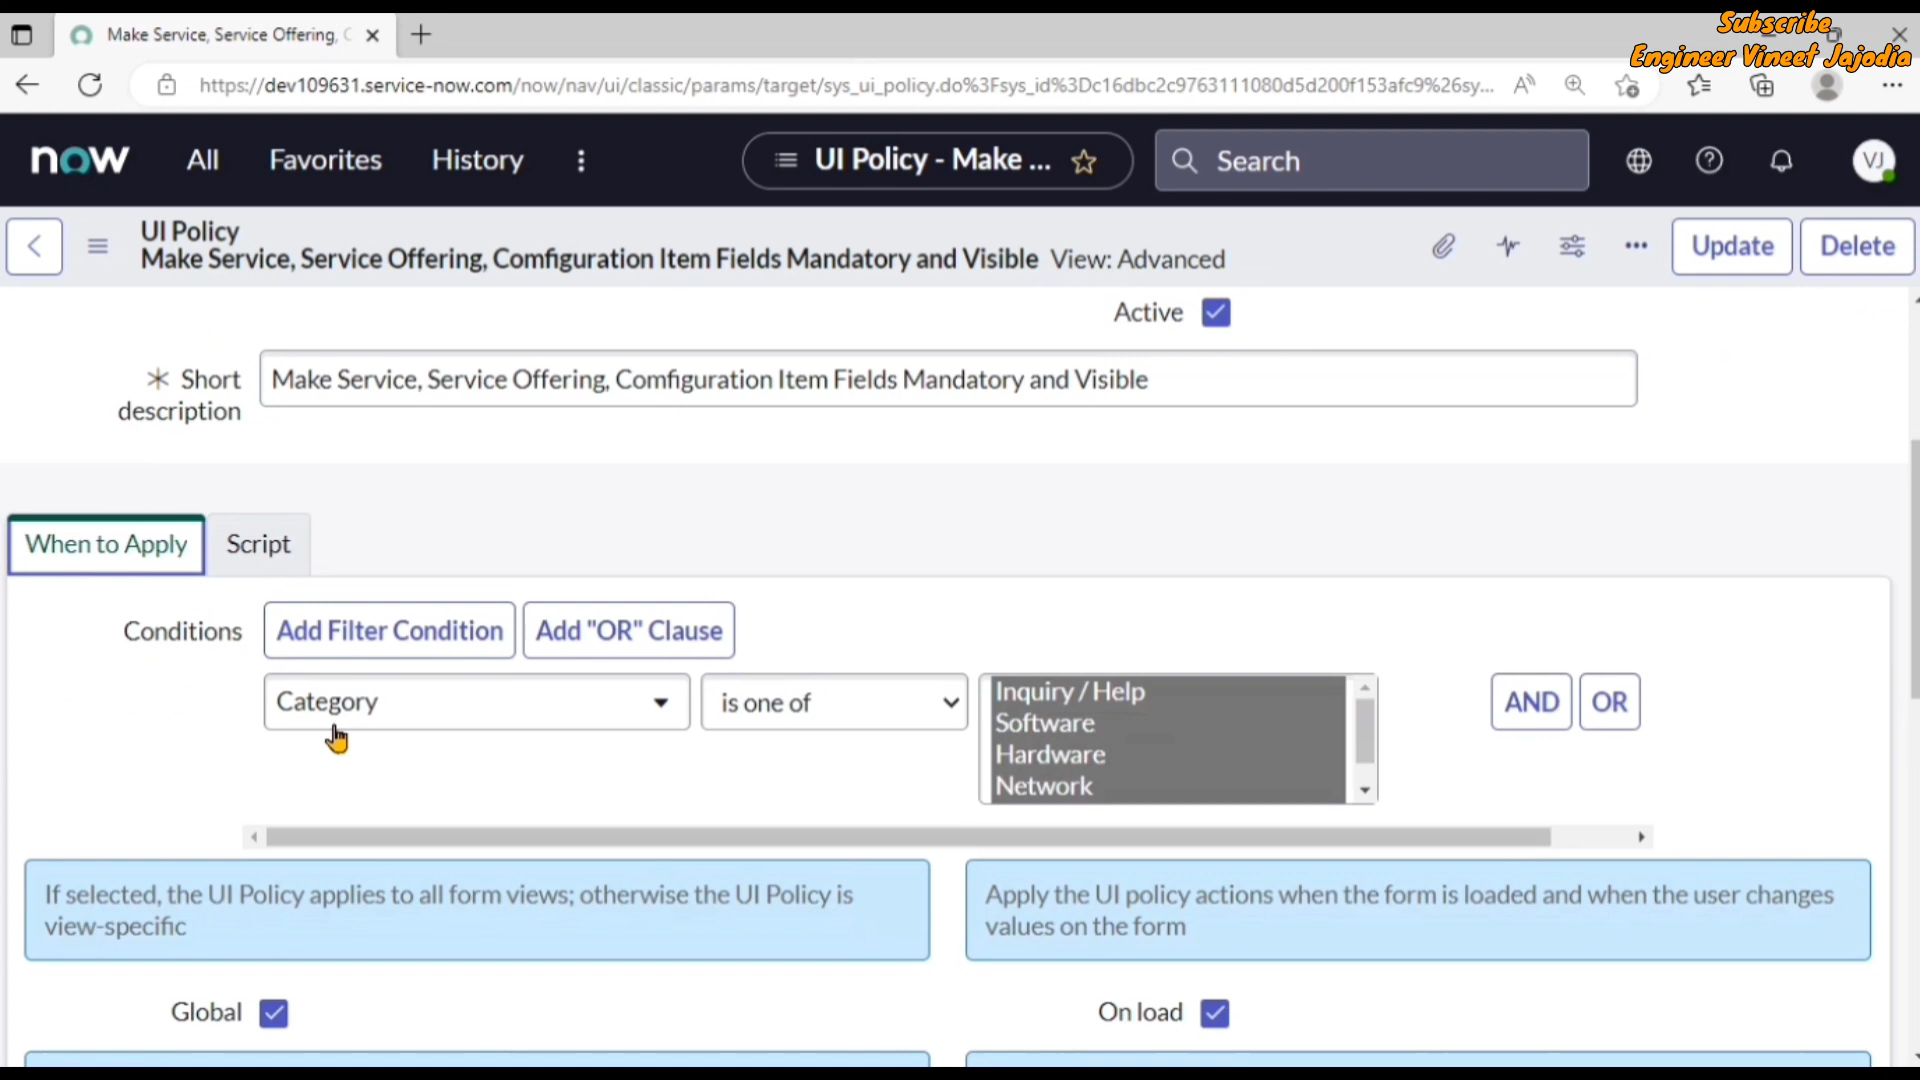 Subscribe
Engineer Vineet Jajodia
Make Service, Service Offering, C
https://dev109631.service-now.com/now/nav/ui/classic/params/target/sys_ui_policy.do%3Fsys_id%3Dc16dbc2c9763111080d5d200f153afc9%26sy...
now All Favorites History UI Policy - Make ... Search VJ
UI Policy
Make Service, Service Offering, Comfiguration Item Fields Mandatory and Visible View: Advanced
Update Delete
Active
Short description
Make Service, Service Offering, Comfiguration Item Fields Mandatory and Visible
When to Apply Script
Conditions Add Filter Condition Add "OR" Clause
Category is one of
Inquiry / Help
Software
Hardware
Network
AND OR
If selected, the UI Policy applies to all form views; otherwise the UI Policy is
view-specific
Apply the UI policy actions when the form is loaded and when the user changes
values on the form
Global On load